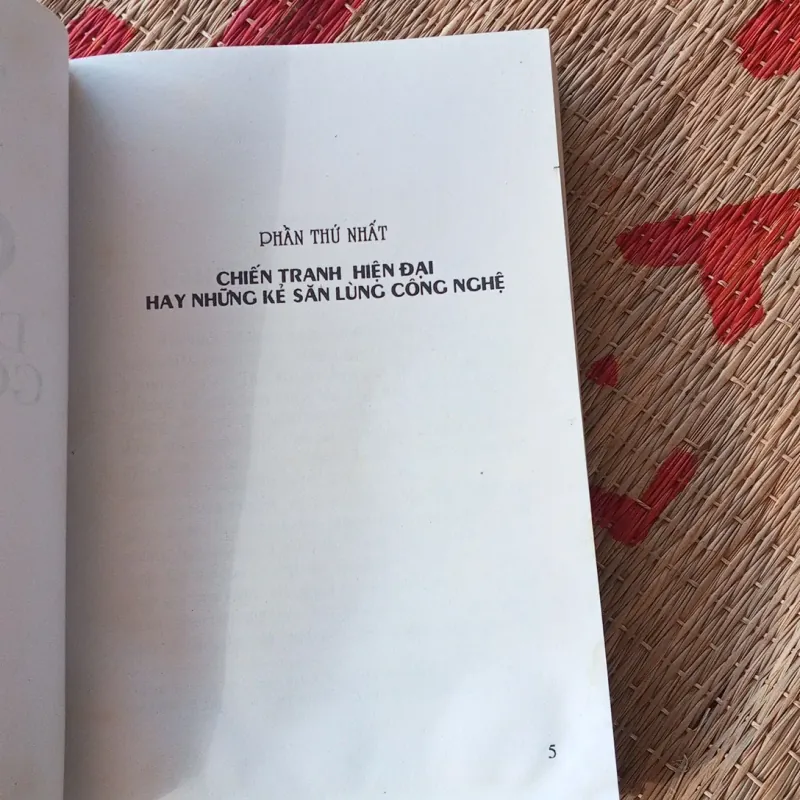 PHẦN THỨ NHẤT
CHIẾN TRANH HIỆN ĐẠI
HAY NHỮNG KẺ SĂN LÙNG CÔNG NGHỆ
5